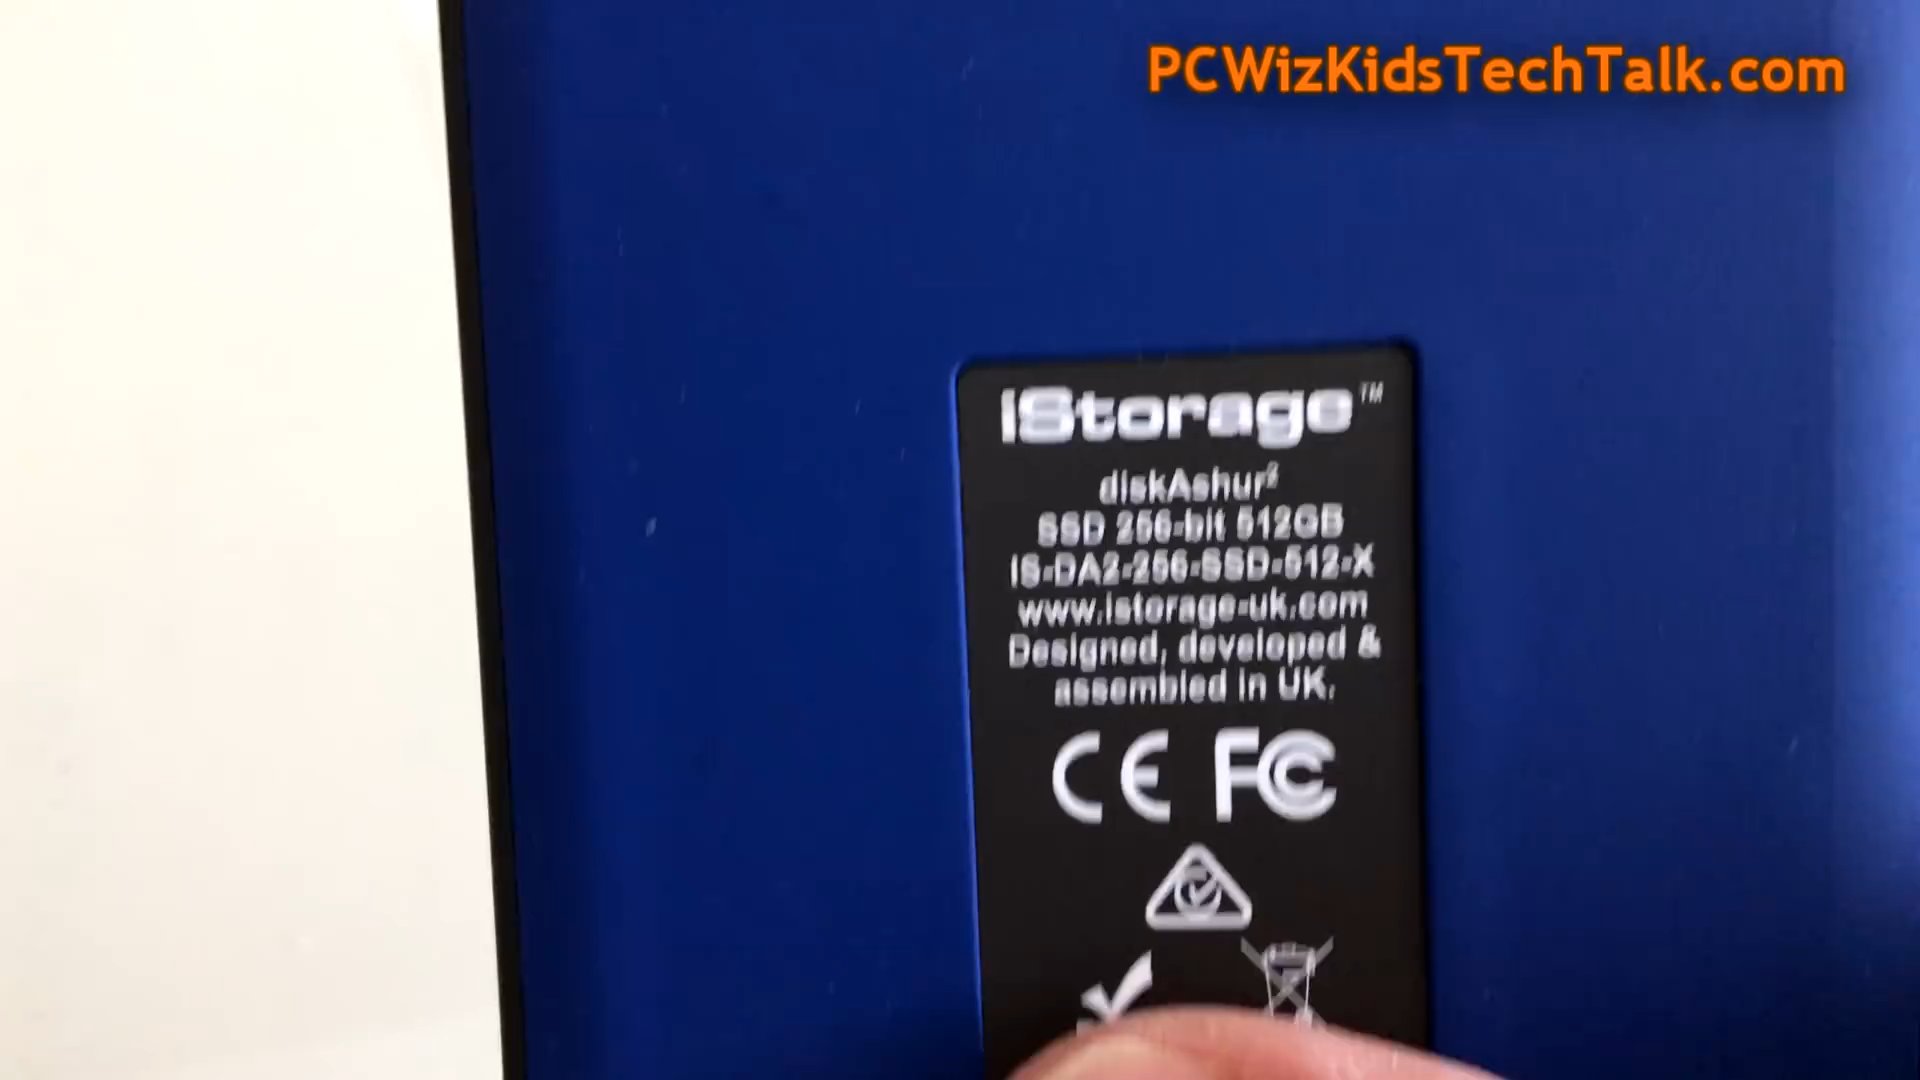 PCWizKidsTechTalk.com
iStorage™
diskAshur²
SSD 256-bit 512GB
IS-DA2-256-SSD-512-X
www.istorage-uk.com
Designed, developed &
assembled in UK.
CE FC